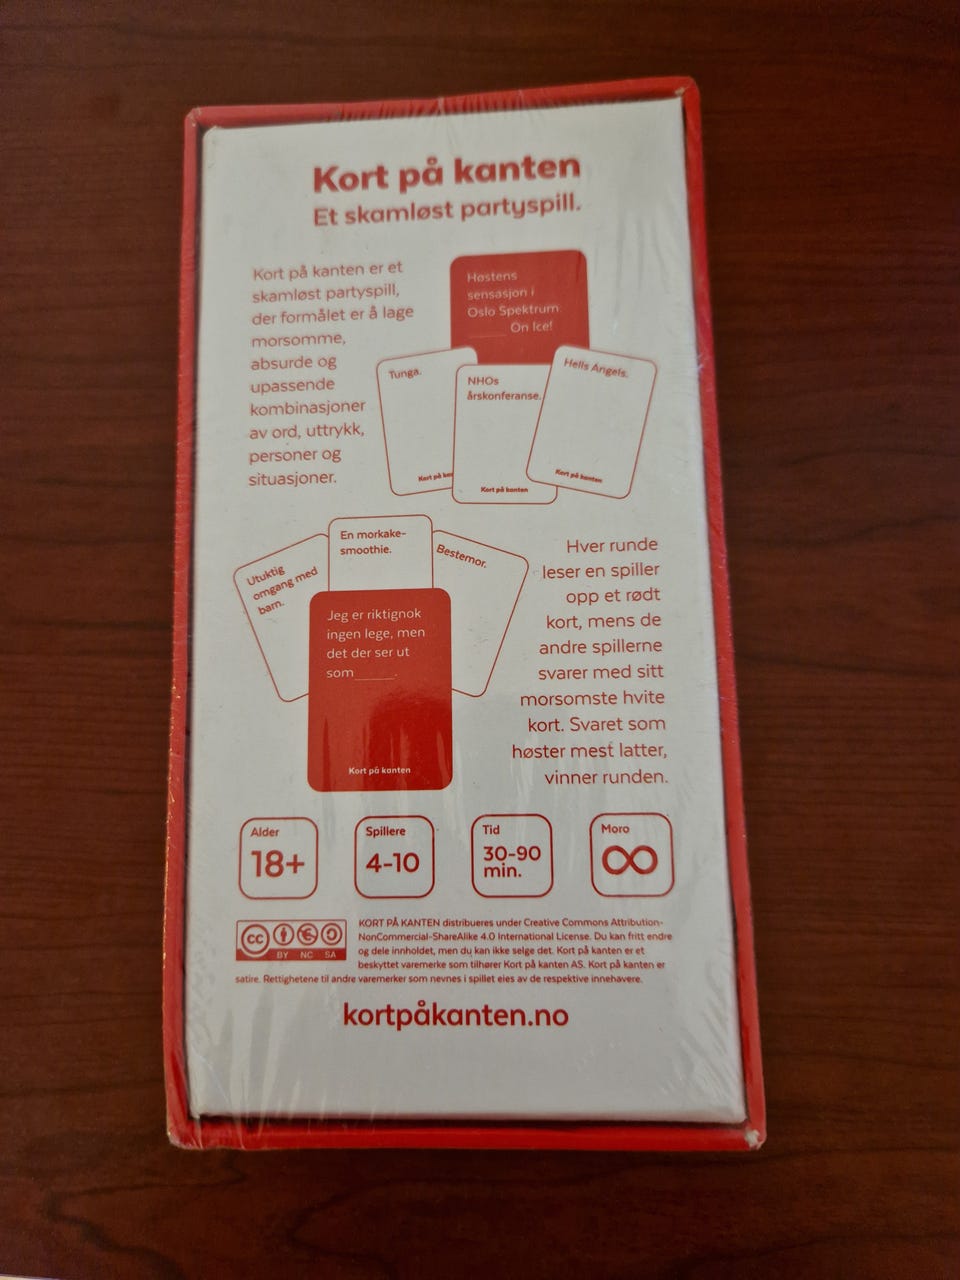 Kort på kanten
Et skamløst partyspill.
Kort på kanten er et
skamløst partyspill,
der formålet er å lage
morsomme,
absurde og
upassende
kombinasjoner
av ord, uttrykk,
personer og
situasjoner.
Høstens
sensasjon i
Oslo Spektrum:
______ On Ice!
Tunga.
Kort på kan
NHOs
årskonferanse.
Kort på kanten
Hells Angels.
Kort på kanten
Utuktig
omgang med
barn.
En morkake-
smoothie.
Bestemor.
Jeg er riktignok
ingen lege, men
det der ser ut
som ______.
Kort på kanten
Hver runde
leser en spiller
opp et rødt
kort, mens de
andre spillerne
svarer med sitt
morsomste hvite
kort. Svaret som
høster mest latter,
vinner runden.
Alder
18+
Spillere
4-10
Tid
30-90
min.
Moro
∞
cc
BY NC SA
KORT PÅ KANTEN distribueres under Creative Commons Attribution-
NonCommercial-ShareAlike 4.0 International License. Du kan fritt endre
og dele innholdet, men du kan ikke selge det. Kort på kanten er et
beskyttet varemerke som tilhører Kort på kanten AS. Kort på kanten er
satire. Rettighetene til andre varemerker som nevnes i spillet eies av de respektive innehavere.
kortpåkanten.no